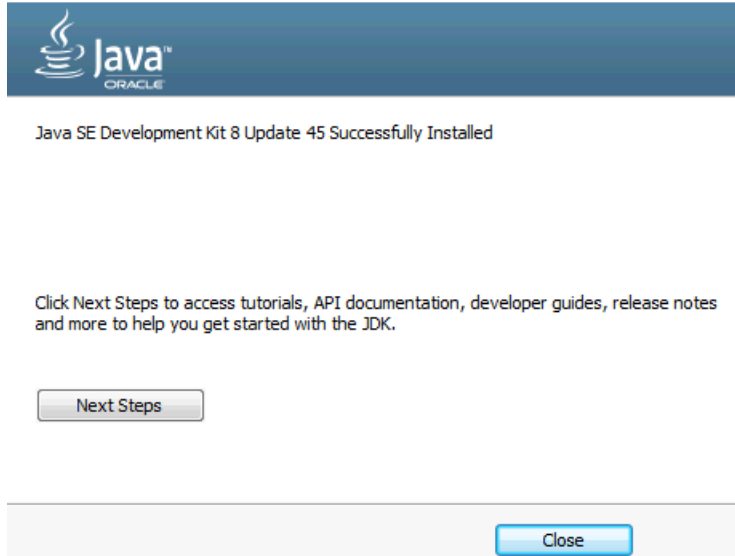 Java™
ORACLE
Java SE Development Kit 8 Update 45 Successfully Installed
Click Next Steps to access tutorials, API documentation, developer guides, release notes
and more to help you get started with the JDK.
Next Steps
Close